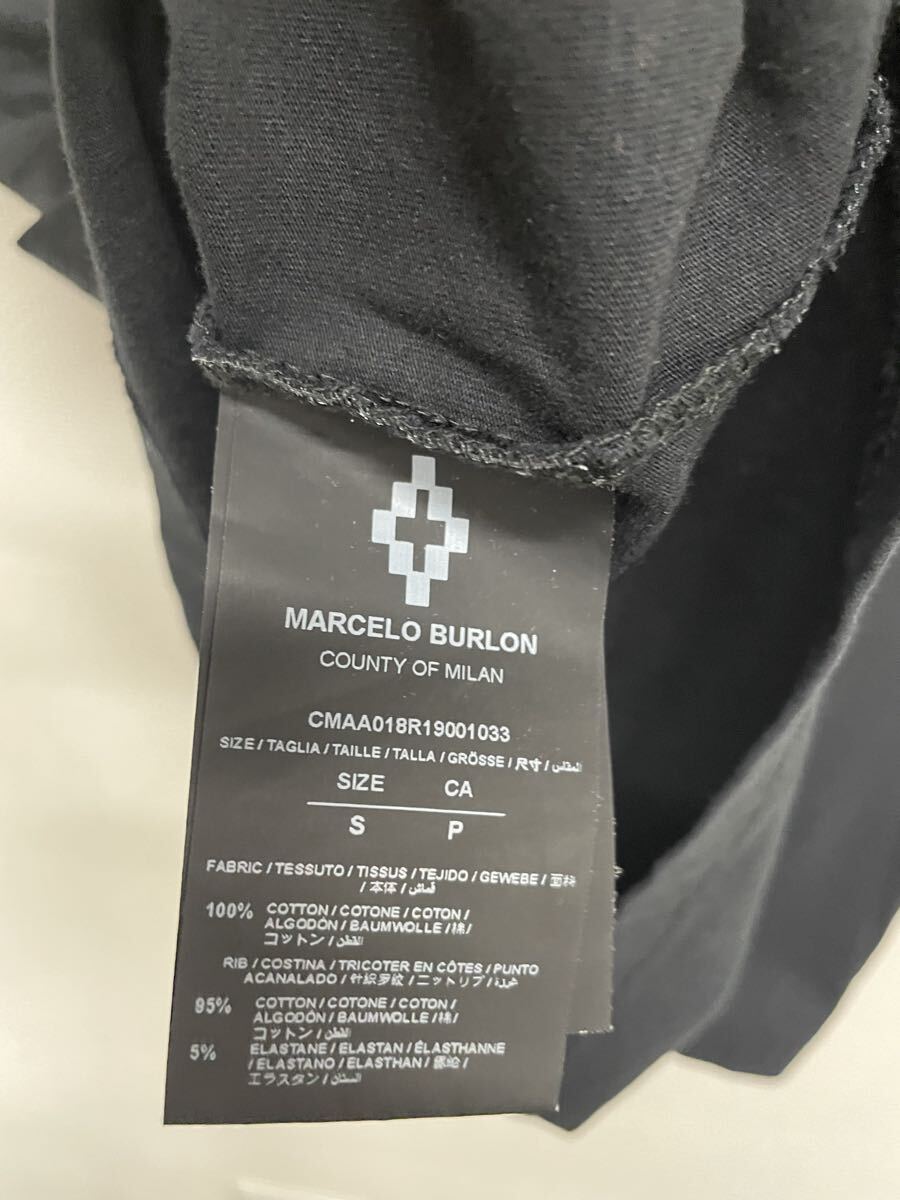 MARCELO BURLON
COUNTY OF MILAN
CMAA018R19001033
SIZE / TAGLIA / TAILLE / TALLA / GRÖSSE / 尺寸 / المقاس
SIZE CA
S P
FABRIC / TESSUTO / TISSUS / TEJIDO / GEWEBE / 面料
/ 本体 / قماش
100% COTTON / COTONE / COTON /
ALGODÓN / BAUMWOLLE / 棉 /
コットン / القطن
RIB / COSTINA / TRICOTER EN CÔTES / PUNTO
ACANALADO / 针织罗纹 / ニットリブ /
95% COTTON / COTONE / COTON /
ALGODÓN / BAUMWOLLE / 棉 /
コットン / القطن
5% ELASTANE / ELASTAN / ÉLASTHANNE
/ ELASTANO / ELASTHAN /
エラスタン /